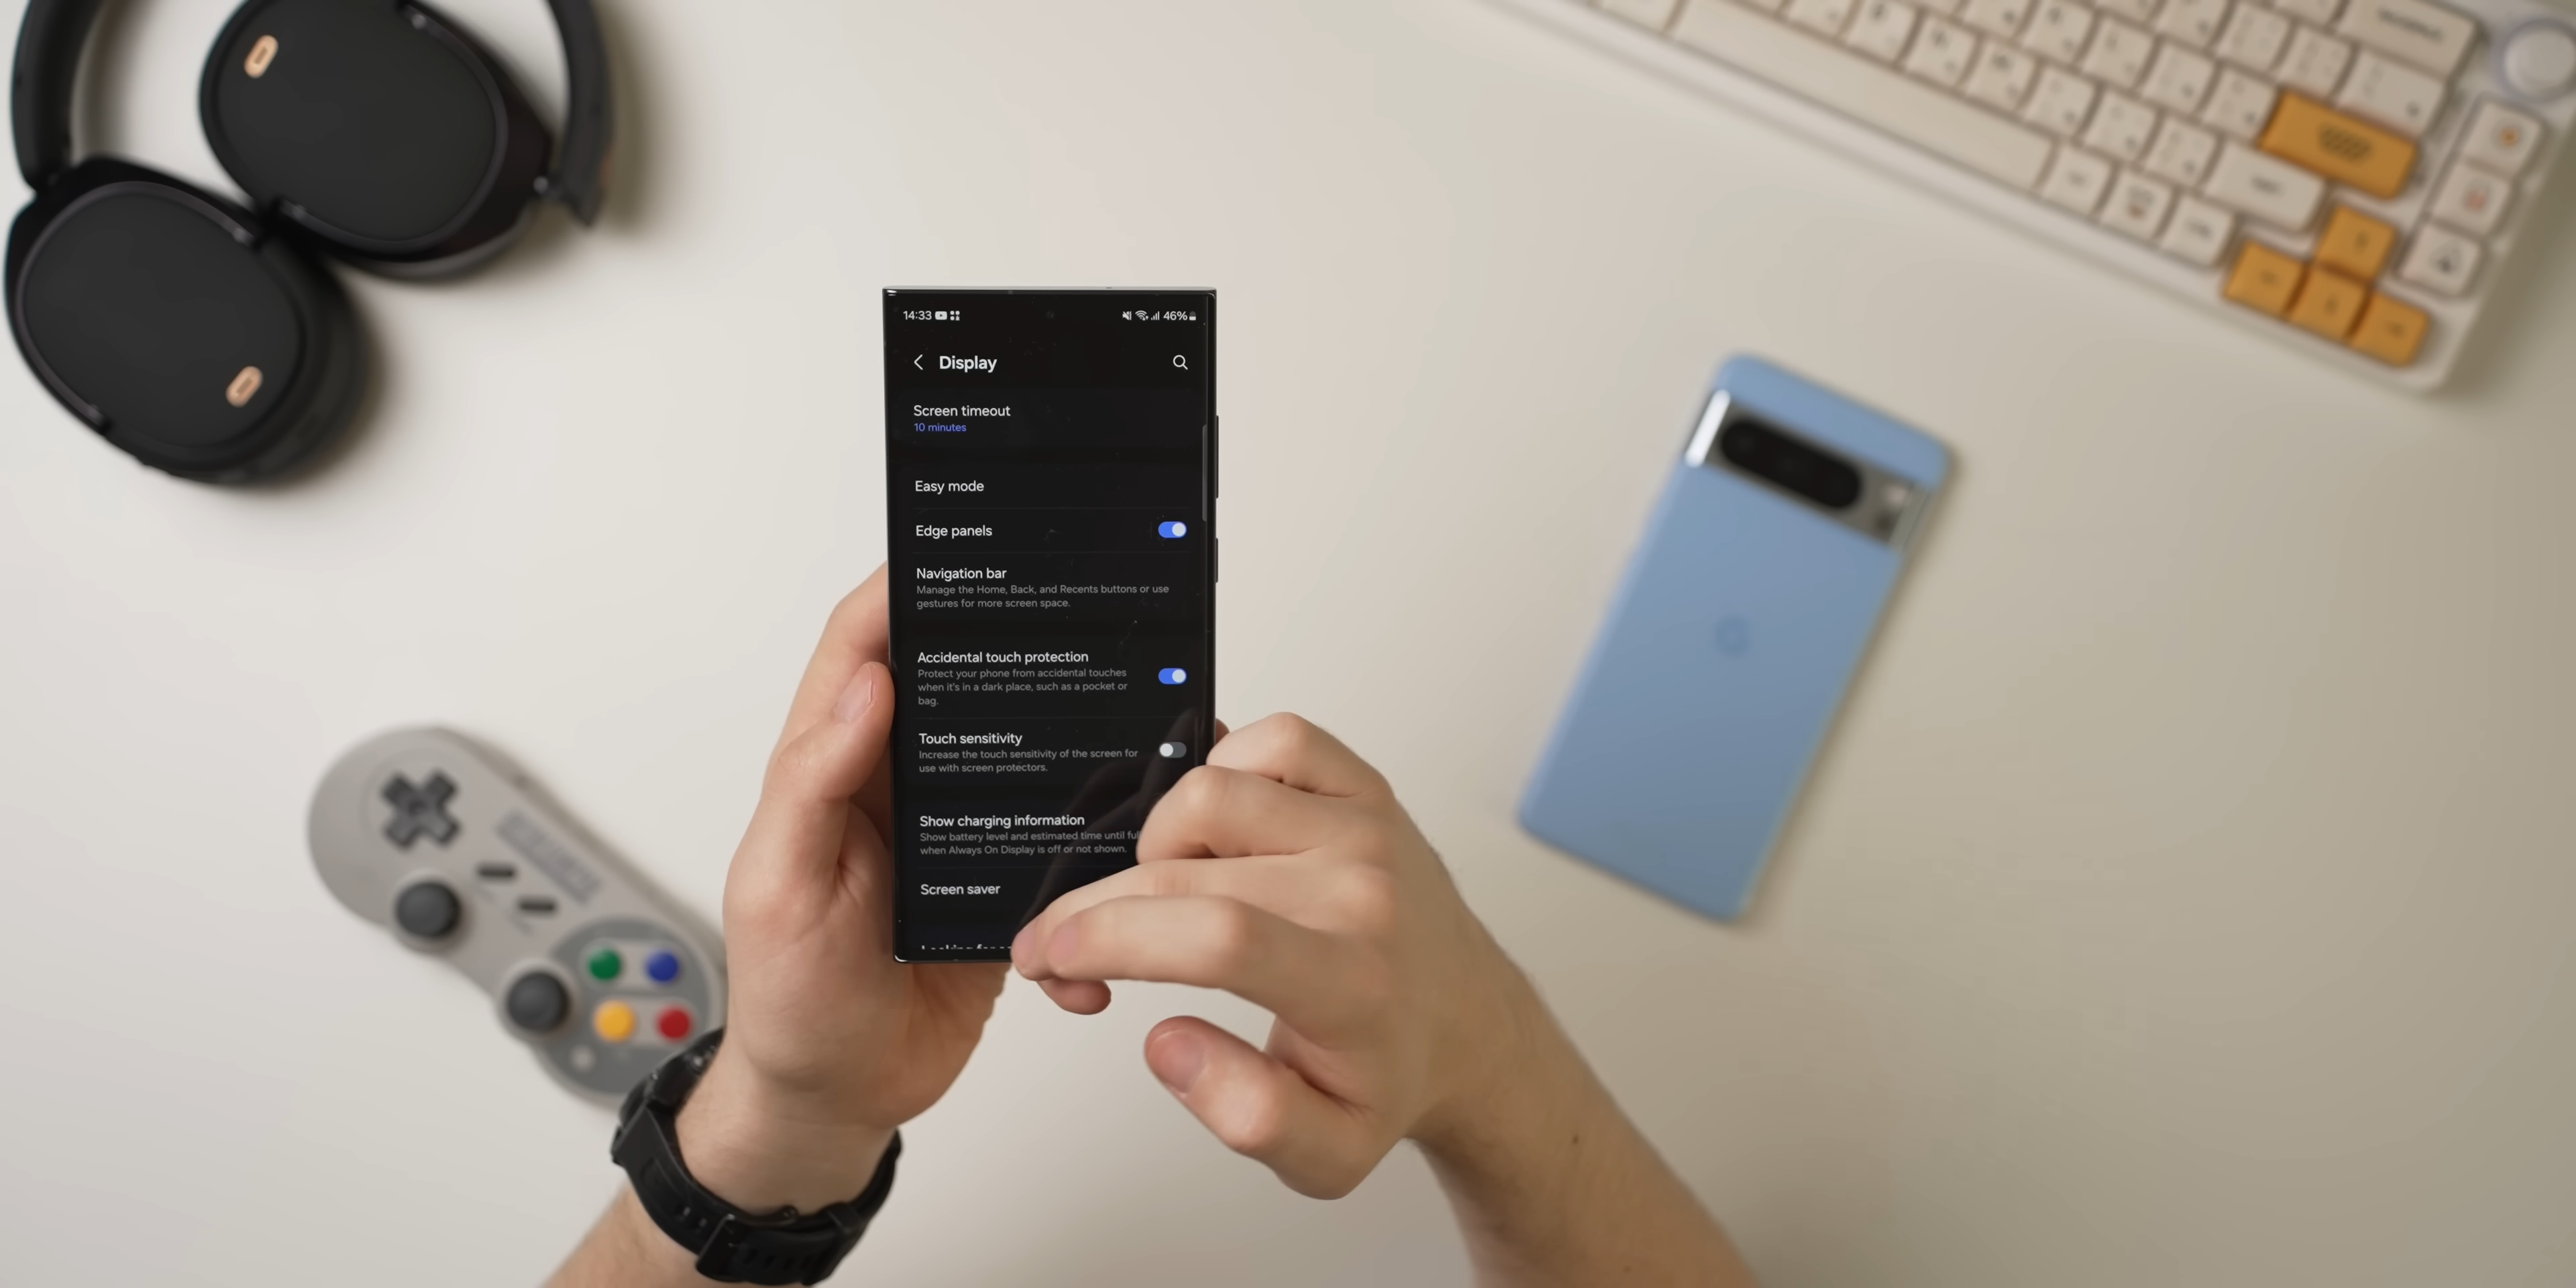 14:33
46%
Display
Screen timeout
10 minutes
Easy mode
Edge panels
Navigation bar
Manage the Home, Back, and Recents buttons or use
gestures for more screen space.
Accidental touch protection
Protect your phone from accidental touches
when it's in a dark place, such as a pocket or
bag.
Touch sensitivity
Increase the touch sensitivity of the screen for
use with screen protectors.
Show charging information
Show battery level and estimated time until
when Always On Display is off or not shown.
Screen saver